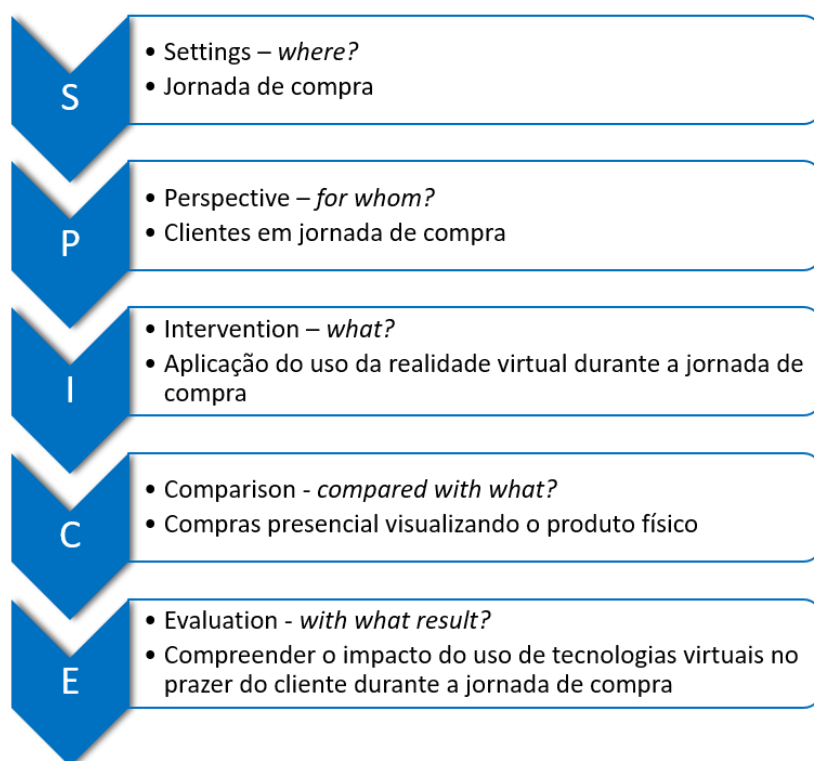 S
• Settings – where?
• Jornada de compra
P
• Perspective – for whom?
• Clientes em jornada de compra
I
• Intervention – what?
• Aplicação do uso da realidade virtual durante a jornada de
compra
C
• Comparison - compared with what?
• Compras presencial visualizando o produto físico
E
• Evaluation - with what result?
• Compreender o impacto do uso de tecnologias virtuais no
prazer do cliente durante a jornada de compra